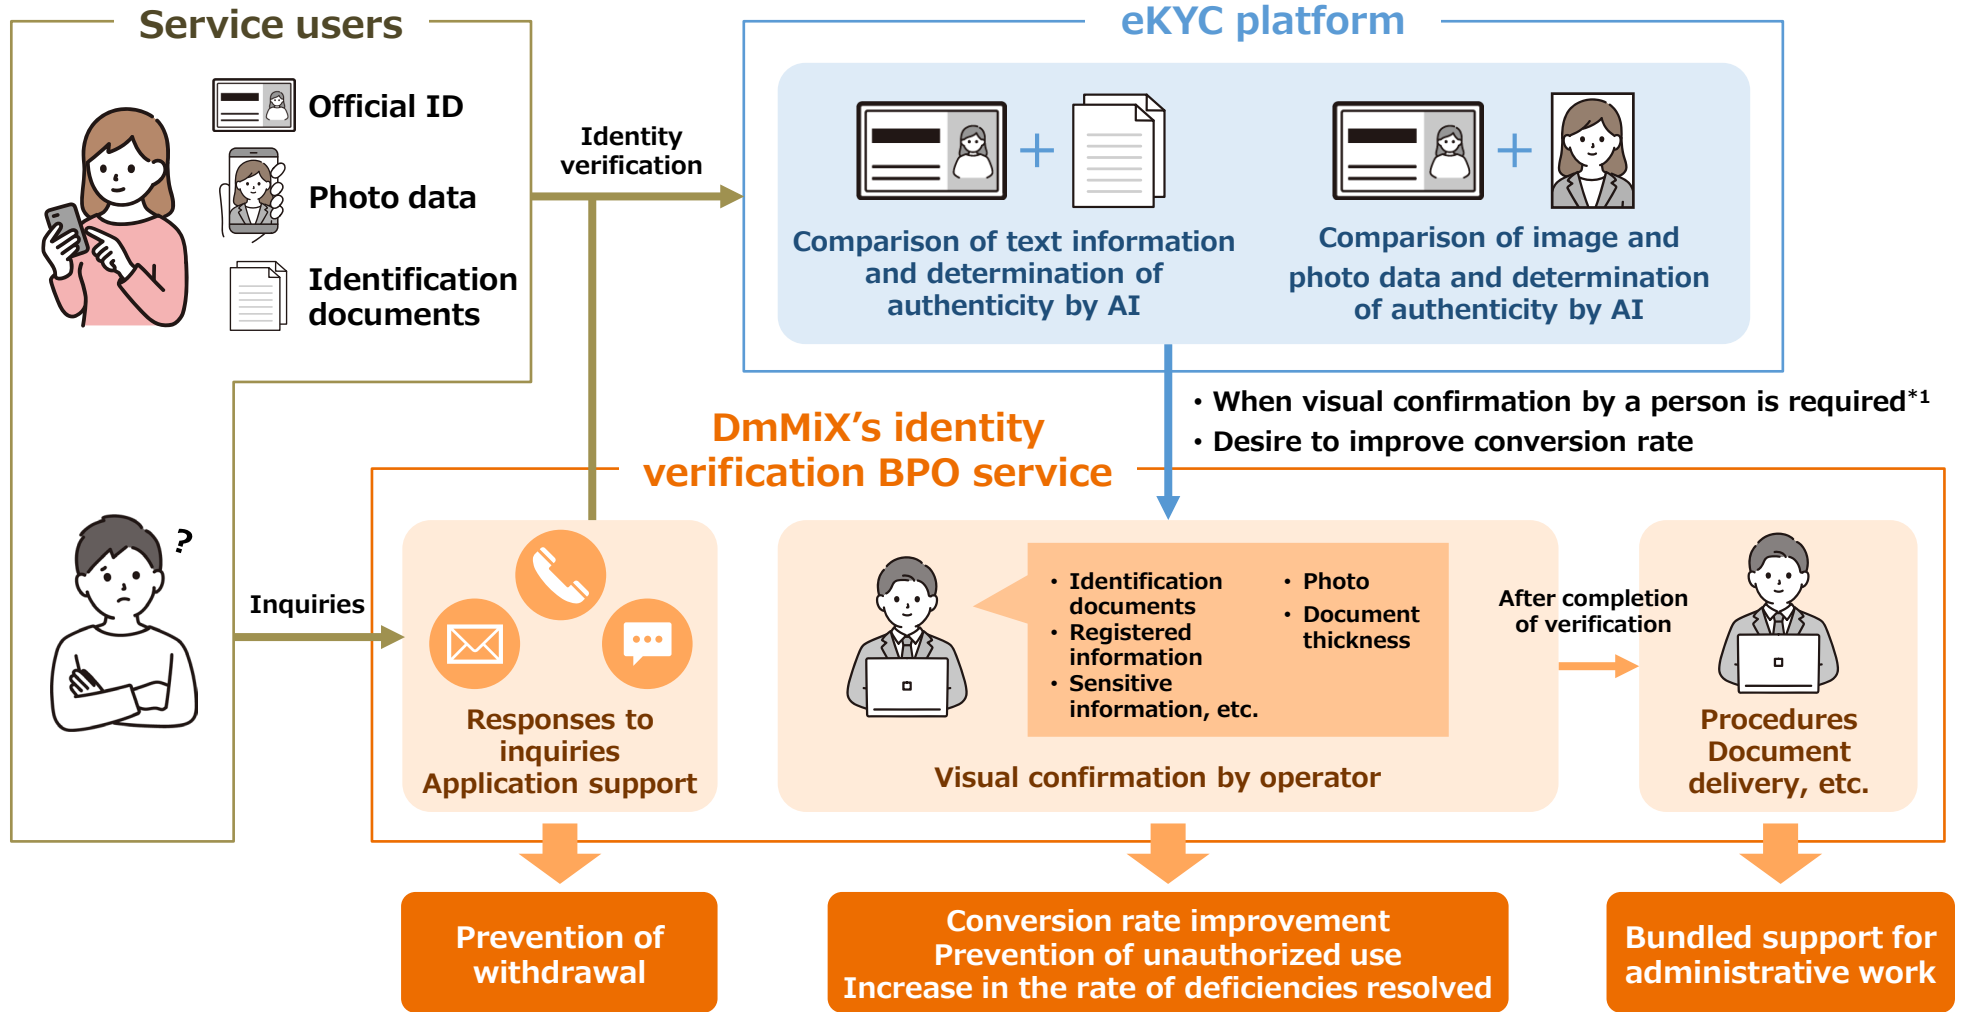 Service users
Official ID
Photo data
Identification
documents
Identity
verification
eKYC platform
Comparison of text information
and determination of
authenticity by AI
Comparison of image and
photo data and determination
of authenticity by AI
・When visual confirmation by a person is required*1
・Desire to improve conversion rate
DmMiX’s identity
verification BPO service
?
Inquiries
Responses to
inquiries
Application support
・Identification
documents
・Registered
information
・Sensitive
information, etc.
・Photo
・Document
thickness
Visual confirmation by operator
After completion
of verification
Procedures
Document
delivery, etc.
Prevention of
withdrawal
Conversion rate improvement
Prevention of unauthorized use
Increase in the rate of deficiencies resolved
Bundled support for
administrative work